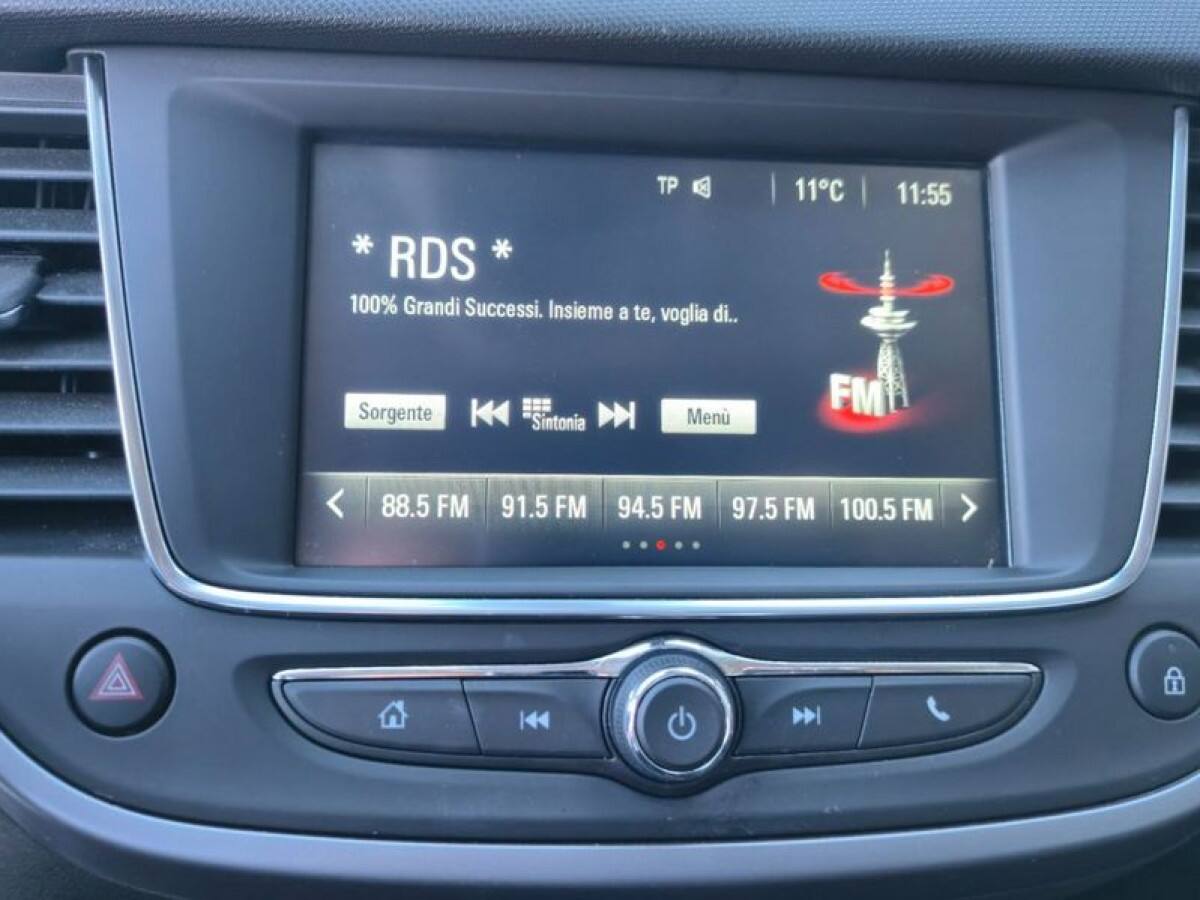 TP 11°C 11:55
* RDS *
100% Grandi Successi. Insieme a te, voglia di..
FM
Sorgente Sintonia Menù
88.5 FM 91.5 FM 94.5 FM 97.5 FM 100.5 FM